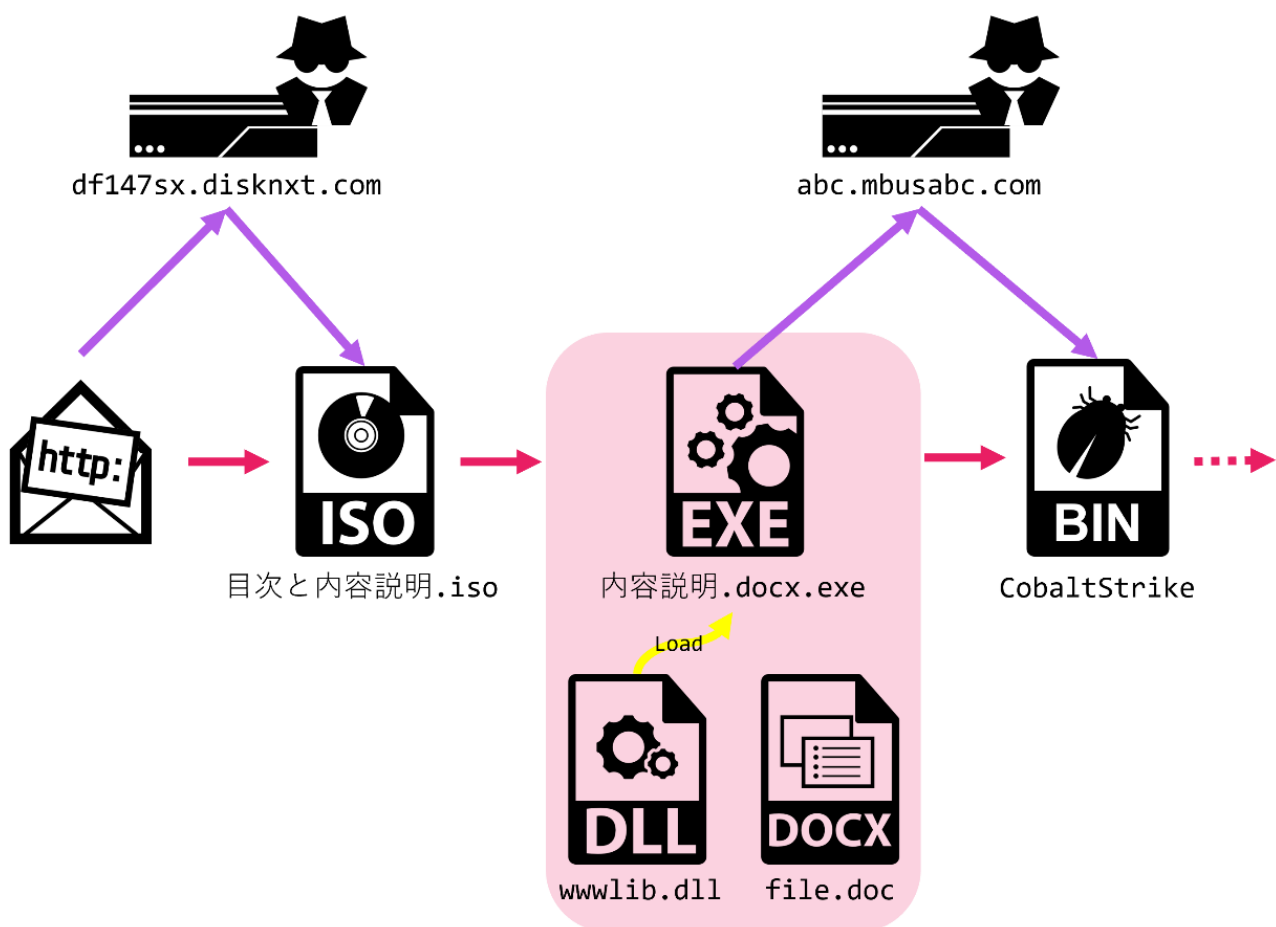 df147sx.disknxt.com
abc.mbusabc.com
http:
ISO
EXE
BIN
目次と内容説明.iso
内容説明.docx.exe
CobaltStrike
Load
DLL
DOCX
wwwlib.dll
file.doc